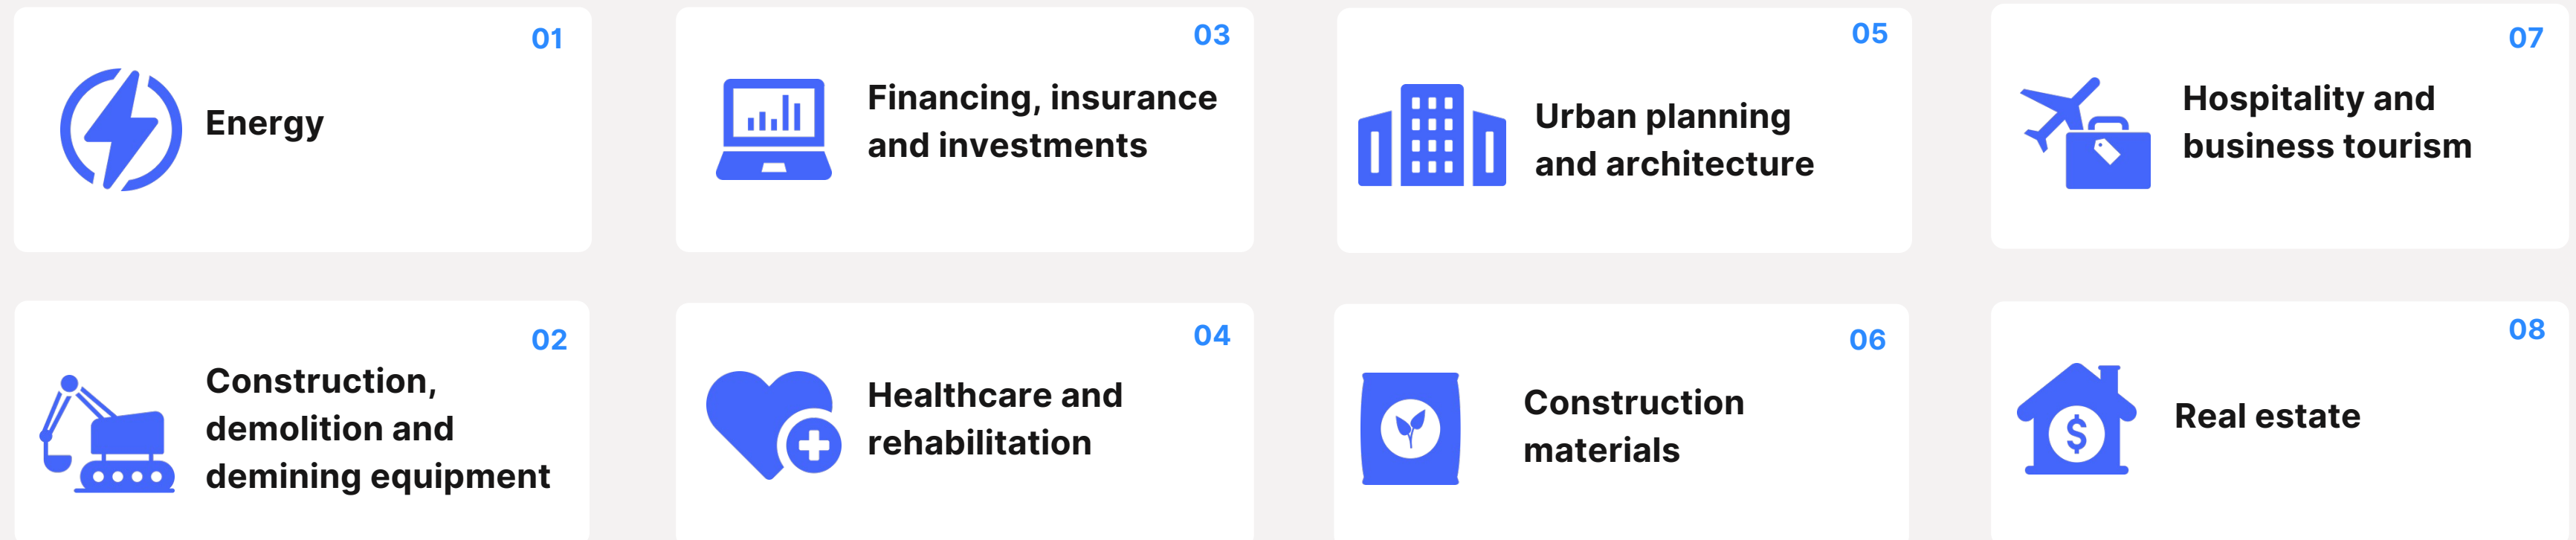 01
Energy
02
Construction,
demolition and
demining equipment
03
Financing, insurance
and investments
04
Healthcare and
rehabilitation
05
Urban planning
and architecture
06
Construction
materials
07
Hospitality and
business tourism
08
$
Real estate